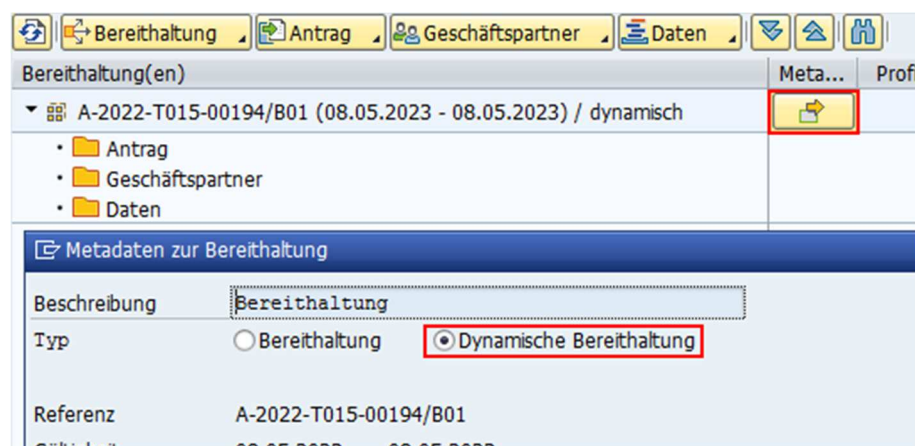 Bereithaltung Antrag Geschäftspartner Daten
Bereithaltung(en) Meta... Profi
A-2022-T015-00194/B01 (08.05.2023 - 08.05.2023) / dynamisch
Antrag
Geschäftspartner
Daten
Metadaten zur Bereithaltung
Beschreibung Bereithaltung
Typ Bereithaltung Dynamische Bereithaltung
Referenz A-2022-T015-00194/B01